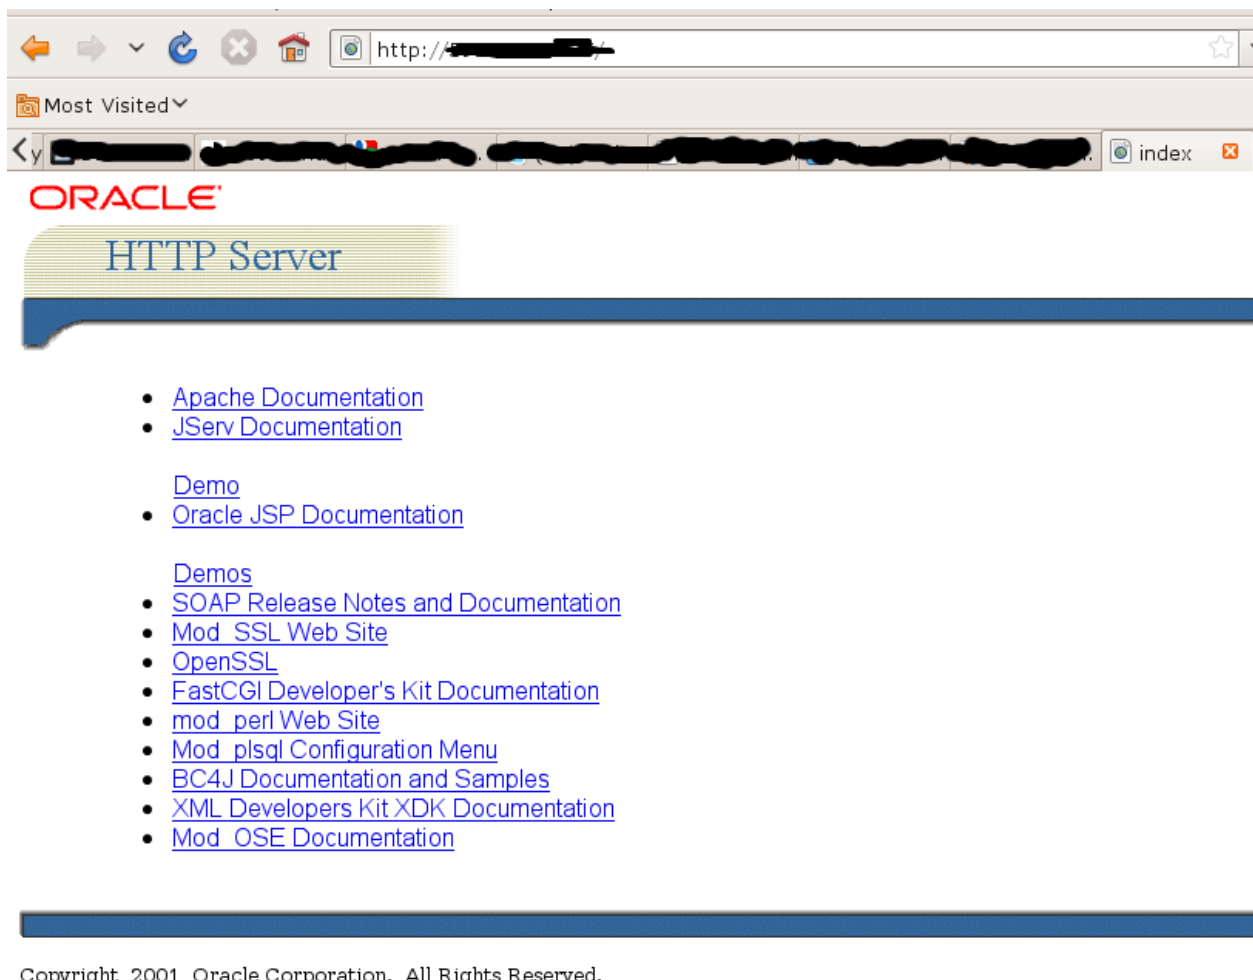 http://
Most Visited
y
index
ORACLE
HTTP Server
Apache Documentation
JServ Documentation
Demo
Oracle JSP Documentation
Demos
SOAP Release Notes and Documentation
Mod_SSL Web Site
OpenSSL
FastCGI Developer's Kit Documentation
mod_perl Web Site
Mod_plsql Configuration Menu
BC4J Documentation and Samples
XML Developers Kit XDK Documentation
Mod_OSE Documentation
Copyright 2001 Oracle Corporation. All Rights Reserved.